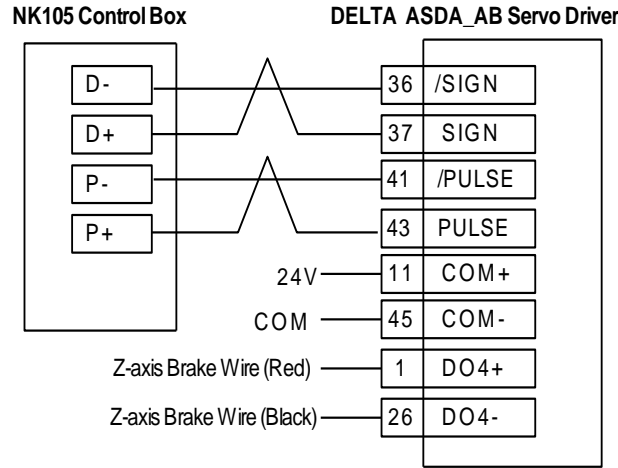 NK105 Control Box DELTA ASDA_AB Servo Driver
D- 36 /SIGN
D+ 37 SIGN
P- 41 /PULSE
P+ 43 PULSE
24V 11 COM+
COM 45 COM-
Z-axis Brake Wire (Red) 1 DO4+
Z-axis Brake Wire (Black) 26 DO4-